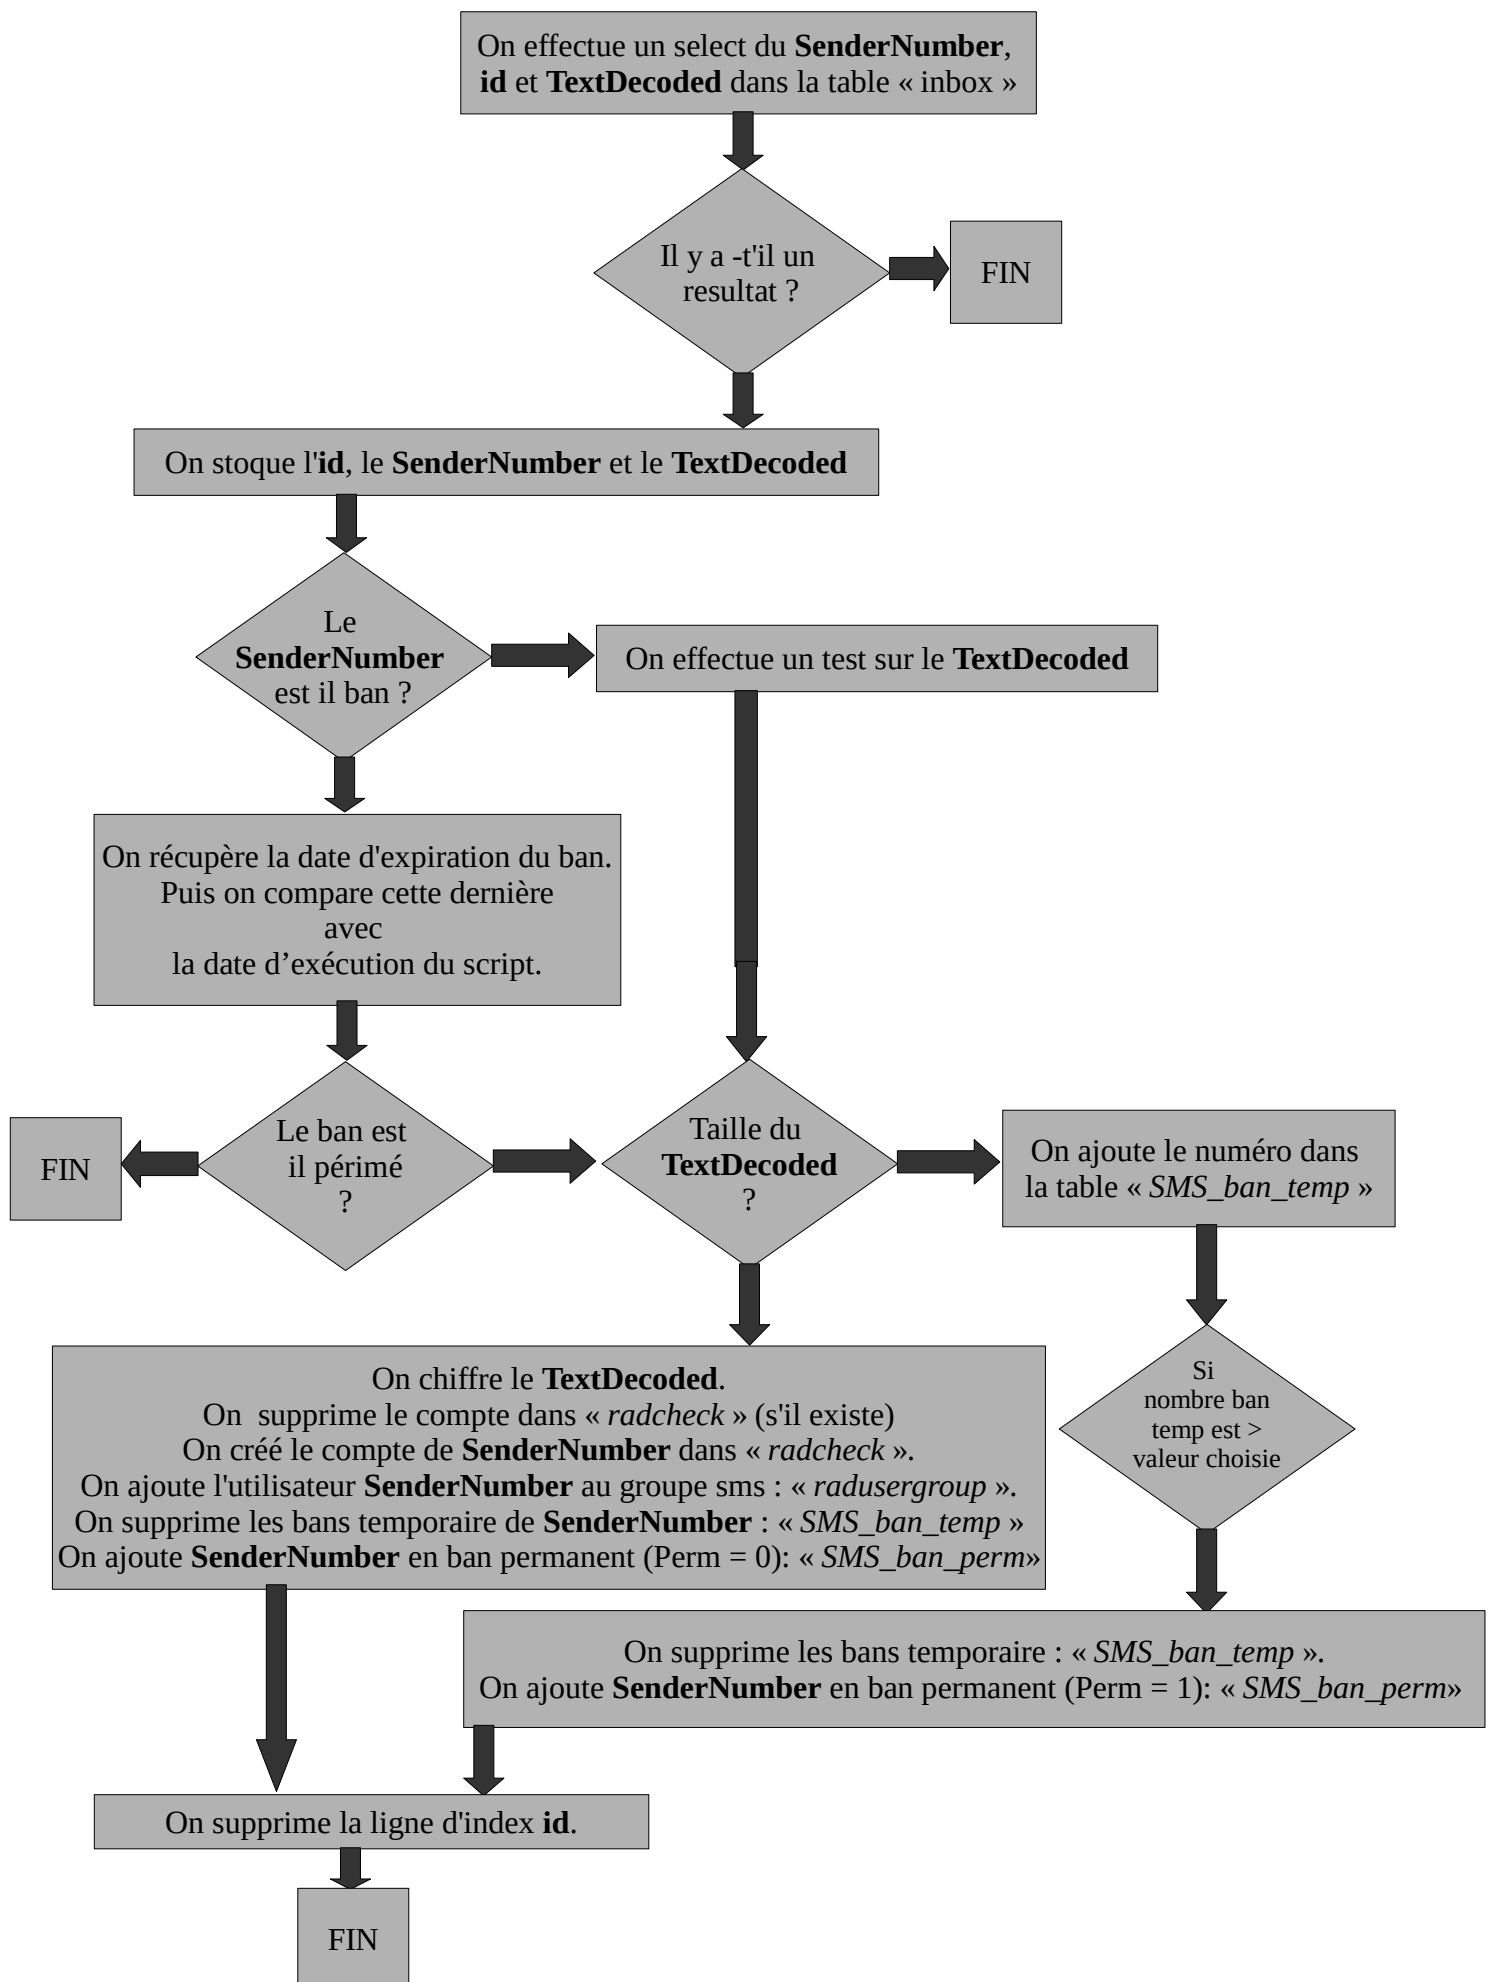 On effectue un select du SenderNumber,
id et TextDecoded dans la table « inbox »
Il y a -t'il un
resultat ?
FIN
On stoque l'id, le SenderNumber et le TextDecoded
Le
SenderNumber
est il ban ?
On effectue un test sur le TextDecoded
On récupère la date d'expiration du ban.
Puis on compare cette dernière
avec
la date d’exécution du script.
FIN
Le ban est
il périmé
?
Taille du
TextDecoded
?
On ajoute le numéro dans
la table « SMS_ban_temp »
On chiffre le TextDecoded.
On  supprime le compte dans « radcheck » (s'il existe)
On créé le compte de SenderNumber dans « radcheck ».
On ajoute l'utilisateur SenderNumber au groupe sms : « radusergroup ».
On supprime les bans temporaire de SenderNumber : « SMS_ban_temp »
On ajoute SenderNumber en ban permanent (Perm = 0): « SMS_ban_perm»
Si
nombre ban
temp est >
valeur choisie
On supprime les bans temporaire : « SMS_ban_temp ».
On ajoute SenderNumber en ban permanent (Perm = 1): « SMS_ban_perm»
On supprime la ligne d'index id.
FIN